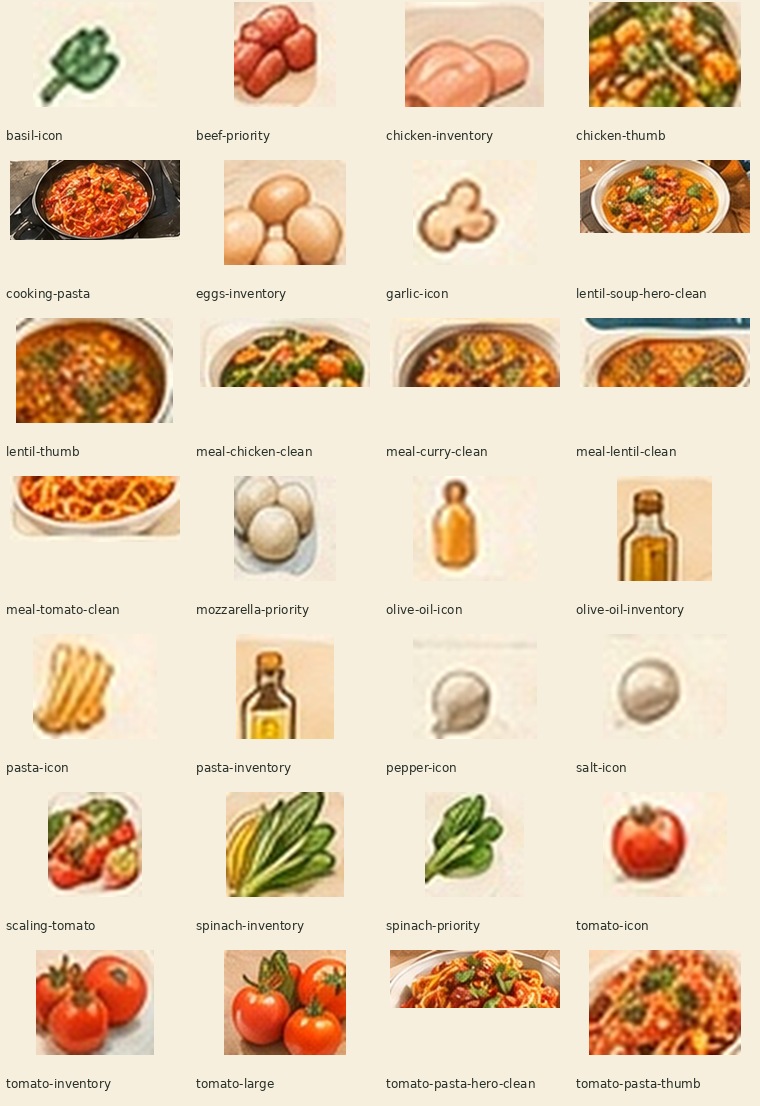 basil-icon
beef-priority
chicken-inventory
chicken-thumb
cooking-pasta
eggs-inventory
garlic-icon
lentil-soup-hero-clean
lentil-thumb
meal-chicken-clean
meal-curry-clean
meal-lentil-clean
meal-tomato-clean
mozzarella-priority
olive-oil-icon
olive-oil-inventory
pasta-icon
pasta-inventory
pepper-icon
salt-icon
scaling-tomato
spinach-inventory
spinach-priority
tomato-icon
tomato-inventory
tomato-large
tomato-pasta-hero-clean
tomato-pasta-thumb